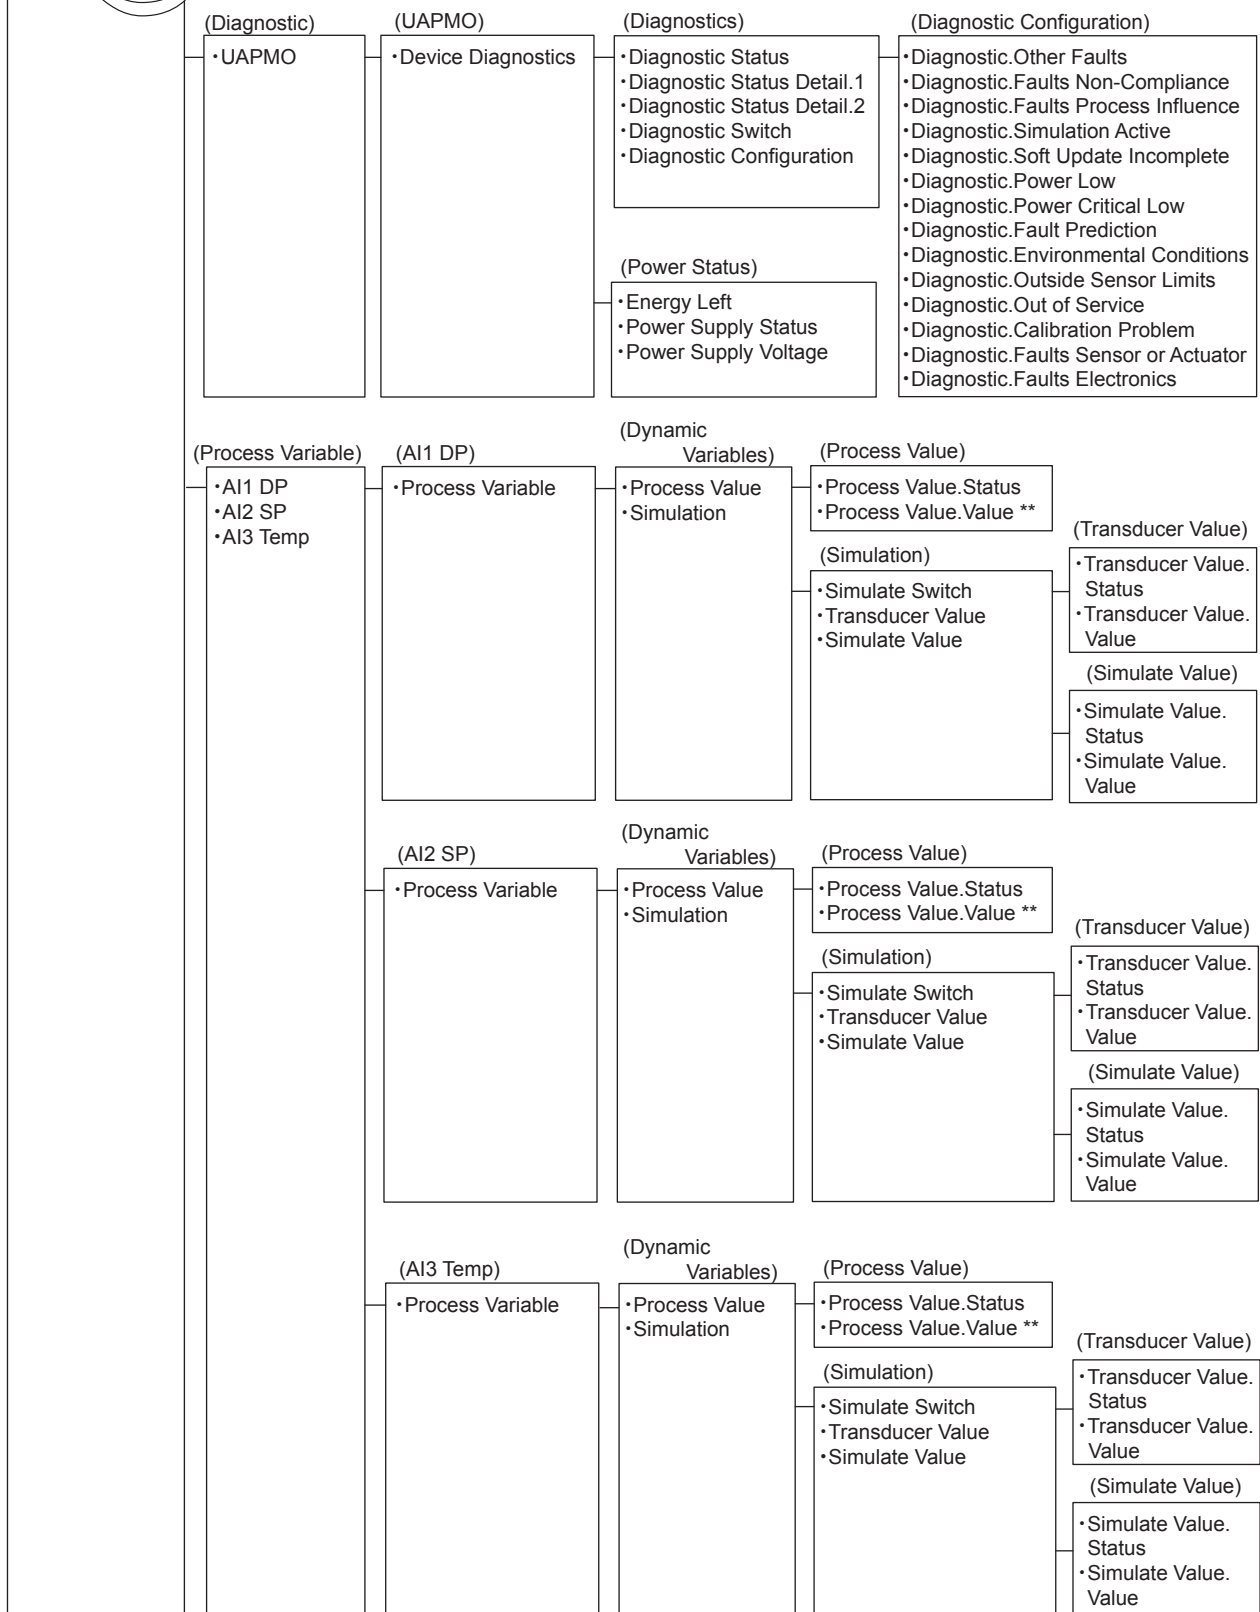 (Diagnostic)
・UAPMO
(UAPMO)
・Device Diagnostics
(Diagnostics)
・Diagnostic Status
・Diagnostic Status Detail.1
・Diagnostic Status Detail.2
・Diagnostic Switch
・Diagnostic Configuration
(Diagnostic Configuration)
・Diagnostic.Other Faults
・Diagnostic.Faults Non-Compliance
・Diagnostic.Faults Process Influence
・Diagnostic.Simulation Active
・Diagnostic.Soft Update Incomplete
・Diagnostic.Power Low
・Diagnostic.Power Critical Low
・Diagnostic.Fault Prediction
・Diagnostic.Environmental Conditions
・Diagnostic.Outside Sensor Limits
・Diagnostic.Out of Service
・Diagnostic.Calibration Problem
・Diagnostic.Faults Sensor or Actuator
・Diagnostic.Faults Electronics
(Power Status)
・Energy Left
・Power Supply Status
・Power Supply Voltage
(Process Variable)
・AI1 DP
・AI2 SP
・AI3 Temp
(AI1 DP)
・Process Variable
(Dynamic
Variables)
・Process Value
・Simulation
(Process Value)
・Process Value.Status
・Process Value.Value **
(Simulation)
・Simulate Switch
・Transducer Value
・Simulate Value
(Transducer Value)
・Transducer Value.
Status
・Transducer Value.
Value
(Simulate Value)
・Simulate Value.
Status
・Simulate Value.
Value
(AI2 SP)
・Process Variable
(Dynamic
Variables)
・Process Value
・Simulation
(Process Value)
・Process Value.Status
・Process Value.Value **
(Simulation)
・Simulate Switch
・Transducer Value
・Simulate Value
(Transducer Value)
・Transducer Value.
Status
・Transducer Value.
Value
(Simulate Value)
・Simulate Value.
Status
・Simulate Value.
Value
(AI3 Temp)
・Process Variable
(Dynamic
Variables)
・Process Value
・Simulation
(Process Value)
・Process Value.Status
・Process Value.Value **
(Simulation)
・Simulate Switch
・Transducer Value
・Simulate Value
(Transducer Value)
・Transducer Value.
Status
・Transducer Value.
Value
(Simulate Value)
・Simulate Value.
Status
・Simulate Value.
Value